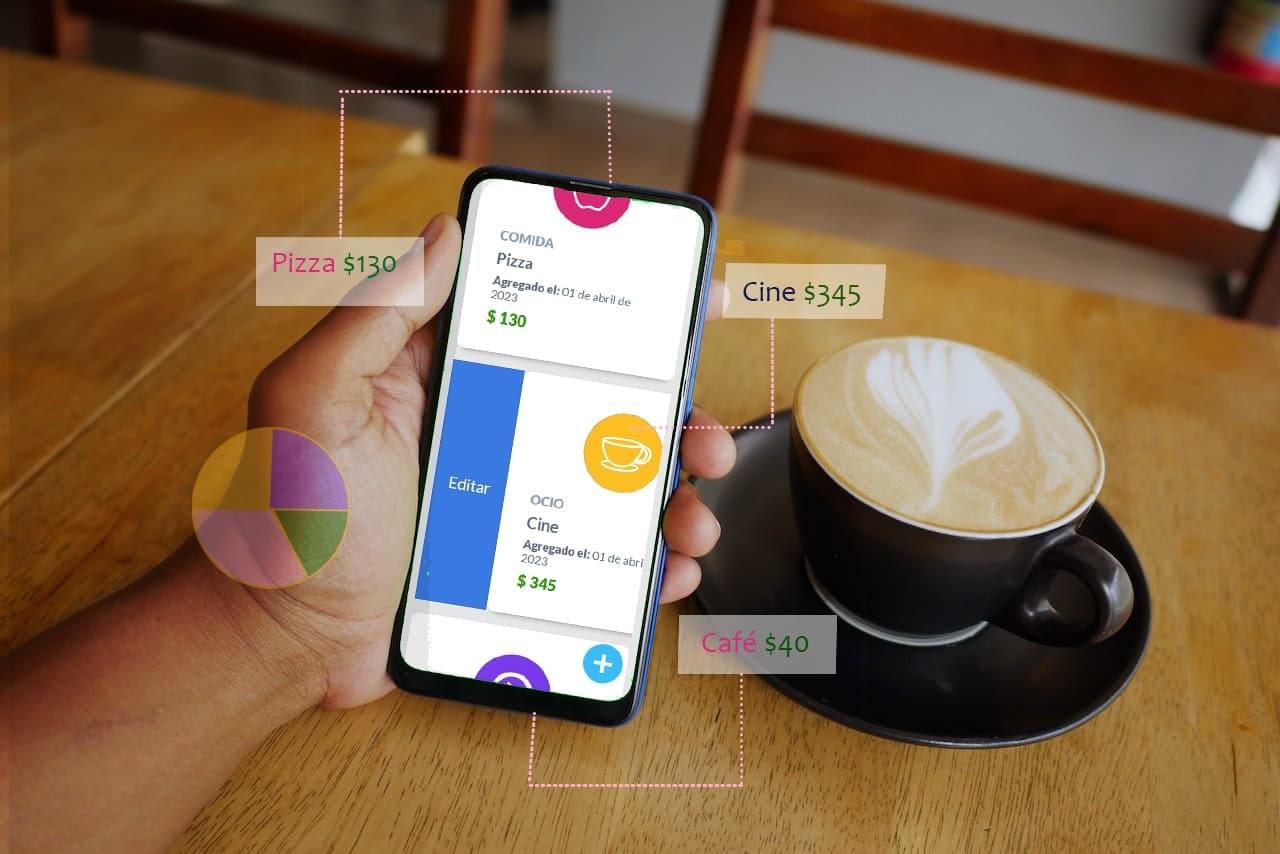 COMIDA
Pizza
Agregado el: 01 de abril de
2023
$ 130
Pizza $130
Cine $345
Editar
OCIO
Cine
Agregado el: 01 de abril
2023
$ 345
Café $40